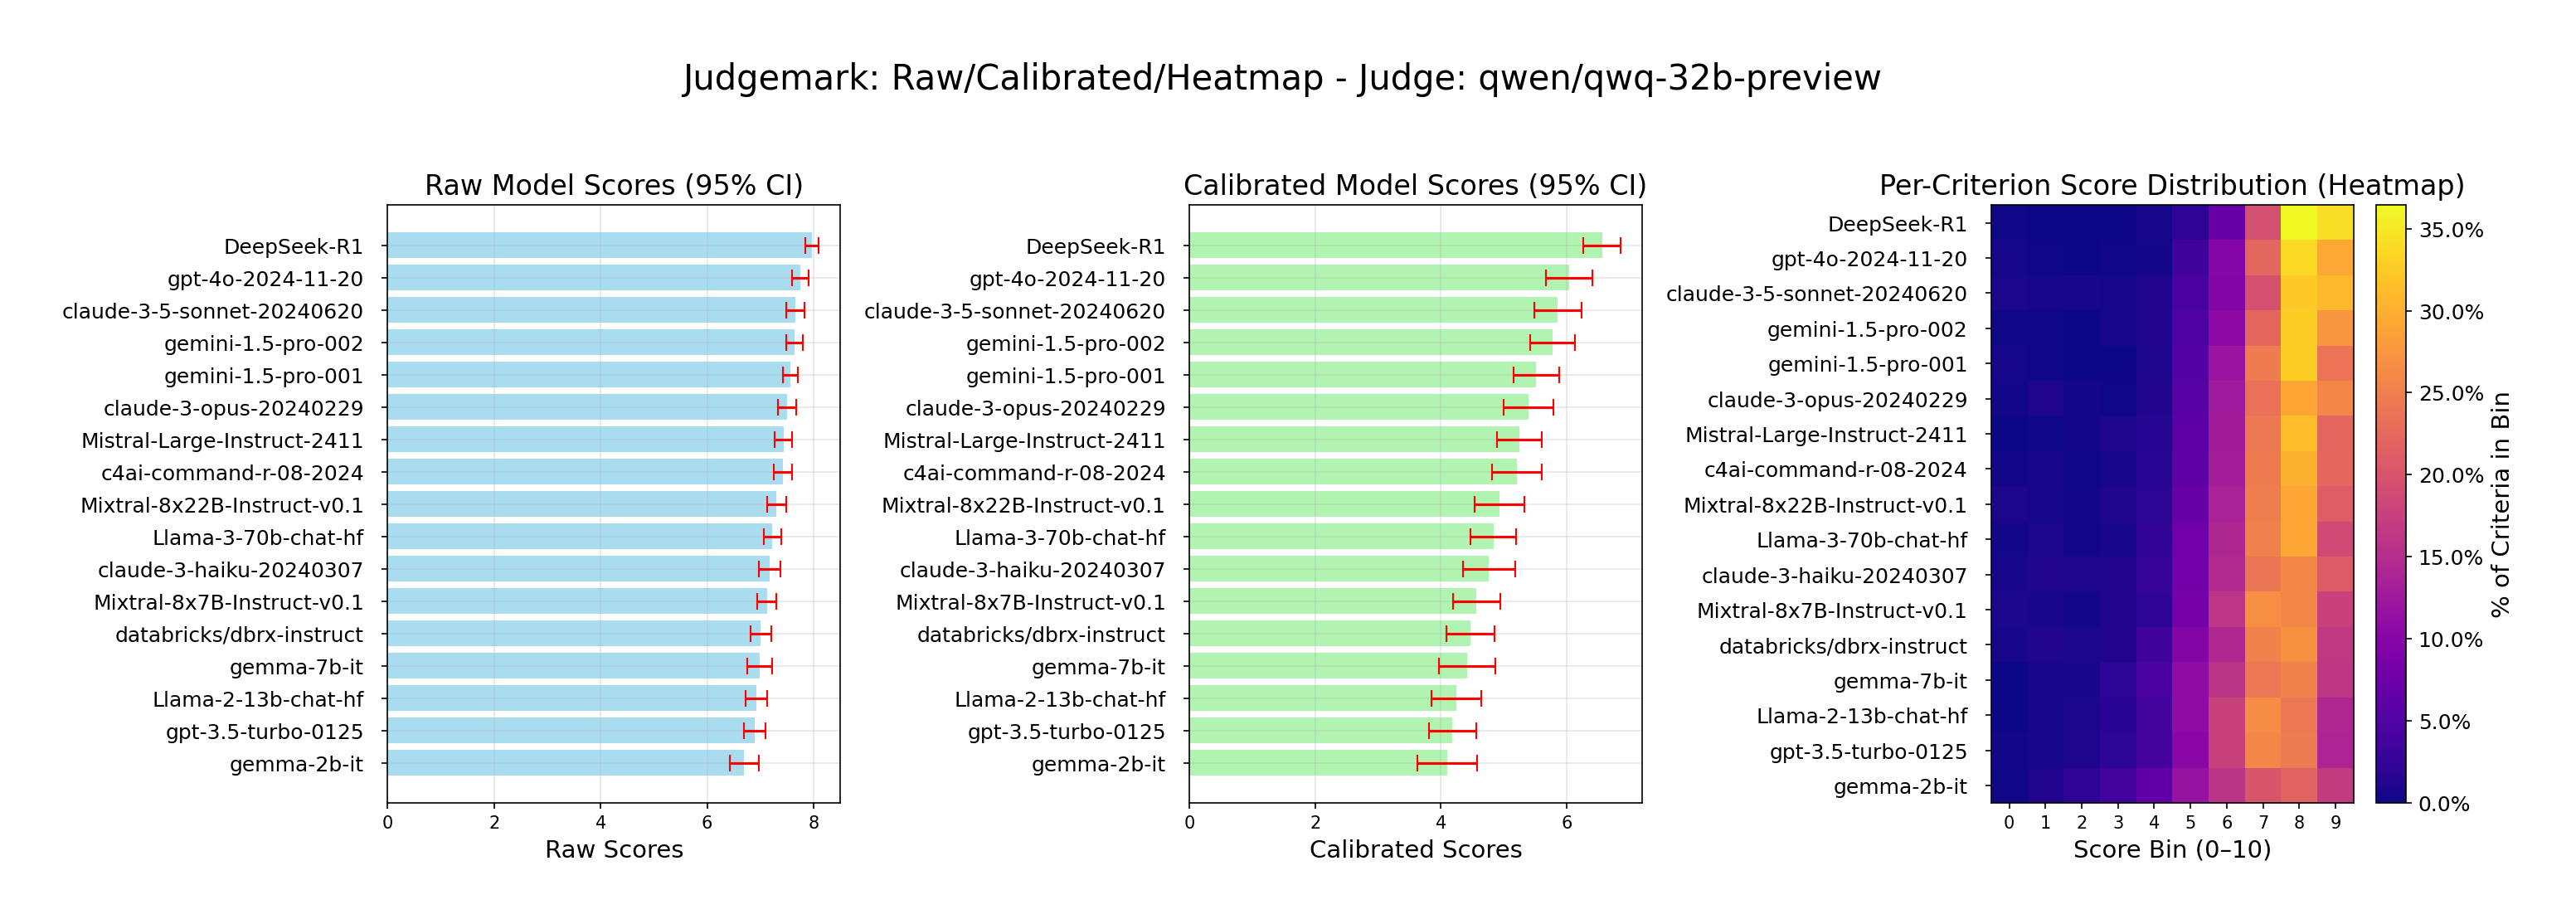 Judgemark: Raw/Calibrated/Heatmap - Judge: qwen/qwq-32b-preview
Raw Model Scores (95% CI)
DeepSeek-R1
gpt-4o-2024-11-20
claude-3-5-sonnet-20240620
gemini-1.5-pro-002
gemini-1.5-pro-001
claude-3-opus-20240229
Mistral-Large-Instruct-2411
c4ai-command-r-08-2024
Mixtral-8x22B-Instruct-v0.1
Llama-3-70b-chat-hf
claude-3-haiku-20240307
Mixtral-8x7B-Instruct-v0.1
databricks/dbrx-instruct
gemma-7b-it
Llama-2-13b-chat-hf
gpt-3.5-turbo-0125
gemma-2b-it
0 2 4 6 8
Raw Scores
Calibrated Model Scores (95% CI)
DeepSeek-R1
gpt-4o-2024-11-20
claude-3-5-sonnet-20240620
gemini-1.5-pro-002
gemini-1.5-pro-001
claude-3-opus-20240229
Mistral-Large-Instruct-2411
c4ai-command-r-08-2024
Mixtral-8x22B-Instruct-v0.1
Llama-3-70b-chat-hf
claude-3-haiku-20240307
Mixtral-8x7B-Instruct-v0.1
databricks/dbrx-instruct
gemma-7b-it
Llama-2-13b-chat-hf
gpt-3.5-turbo-0125
gemma-2b-it
0 2 4 6
Calibrated Scores
Per-Criterion Score Distribution (Heatmap)
DeepSeek-R1
gpt-4o-2024-11-20
claude-3-5-sonnet-20240620
gemini-1.5-pro-002
gemini-1.5-pro-001
claude-3-opus-20240229
Mistral-Large-Instruct-2411
c4ai-command-r-08-2024
Mixtral-8x22B-Instruct-v0.1
Llama-3-70b-chat-hf
claude-3-haiku-20240307
Mixtral-8x7B-Instruct-v0.1
databricks/dbrx-instruct
gemma-7b-it
Llama-2-13b-chat-hf
gpt-3.5-turbo-0125
gemma-2b-it
0 1 2 3 4 5 6 7 8 9
Score Bin (0–10)
35.0%
30.0%
25.0%
20.0%
15.0%
10.0%
5.0%
0.0%
% of Criteria in Bin